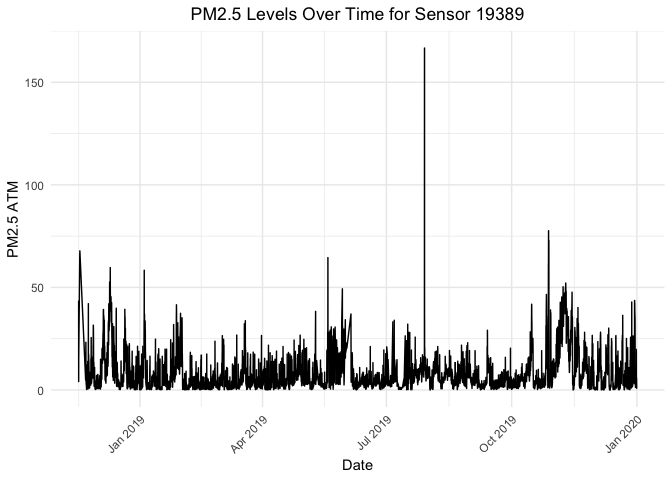 PM2.5 Levels Over Time for Sensor 19389
PM2.5 ATM
150
100
50
0
Jan 2019
Apr 2019
Jul 2019
Oct 2019
Jan 2020
Date